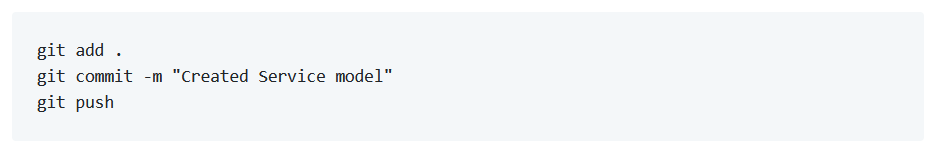 git add .
git commit -m "Created Service model"
git push